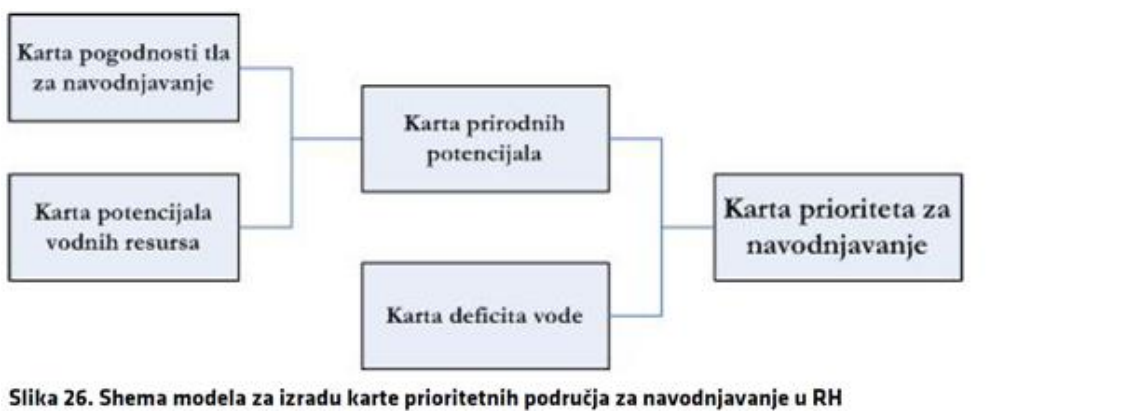 Karta pogodnosti tla
za navodnjavanje
Karta potencijala
vodnih resursa
Karta prirodnih
potencijala
Karta deficita vode
Karta prioriteta za
navodnjavanje
Slika 26. Shema modela za izradu karte prioritetnih područja za navodnjavanje u RH